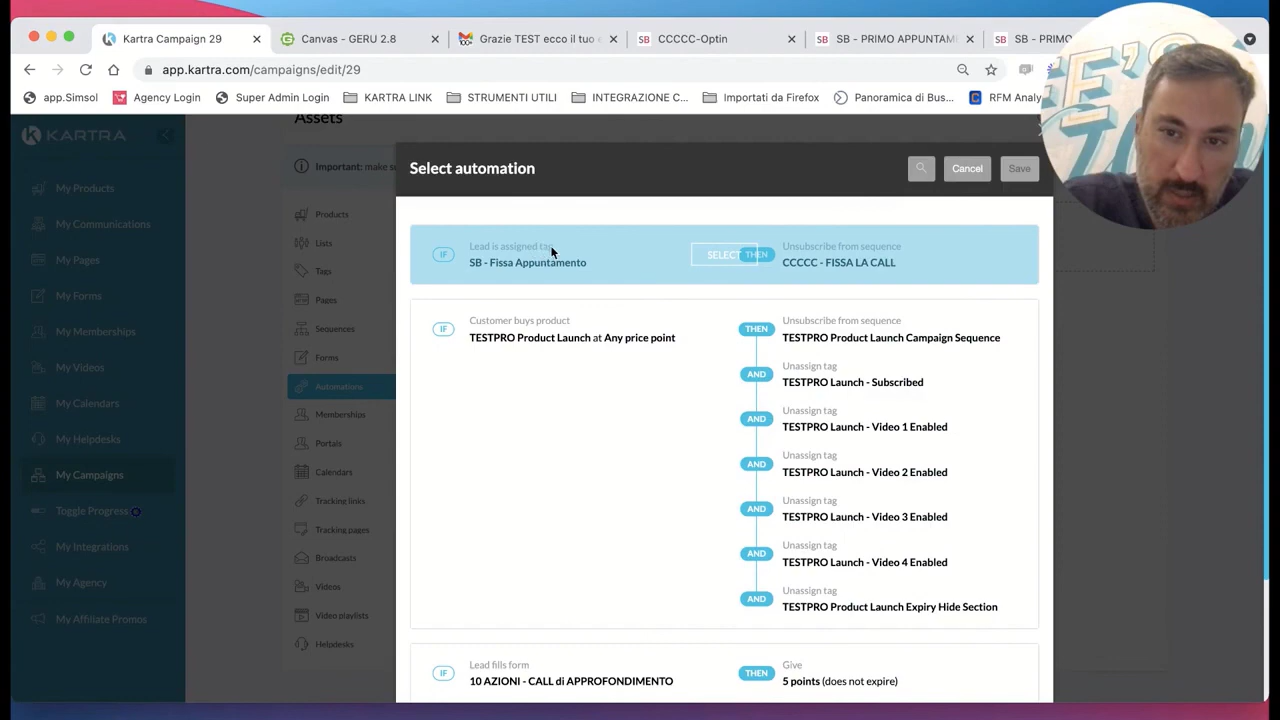 Kartra Campaign 29
Canvas - GERU 2.8
Grazie TEST ecco il tuo
CCCCC-Optin
SB - PRIMO APPUNTAM
SB - PRIMO
app.kartra.com/campaigns/edit/29
app.Simsol
Agency Login
Super Admin Login
KARTRA LINK
STRUMENTI UTILI
INTEGRAZIONE C...
Importati da Firefox
Panoramica di Bus...
RFM Analy
KARTRA
My Products
My Communications
My Pages
My Forms
My Memberships
My Videos
My Calendars
My Helpdesks
My Campaigns
Toggle Progress
My Integrations
My Agency
My Affiliate Promos
Assets
Important: make su
Products
Lists
Tags
Pages
Sequences
Forms
Automations
Memberships
Portals
Calendars
Tracking links
Tracking pages
Broadcasts
Videos
Video playlists
Helpdesks
Select automation
Cancel
Save
IF
Lead is assigned tag
SB - Fissa Appuntamento
SELECT
THEN
Unsubscribe from sequence
CCCCC - FISSA LA CALL
IF
Customer buys product
TESTPRO Product Launch at Any price point
THEN
Unsubscribe from sequence
TESTPRO Product Launch Campaign Sequence
AND
Unassign tag
TESTPRO Launch - Subscribed
AND
Unassign tag
TESTPRO Launch - Video 1 Enabled
AND
Unassign tag
TESTPRO Launch - Video 2 Enabled
AND
Unassign tag
TESTPRO Launch - Video 3 Enabled
AND
Unassign tag
TESTPRO Launch - Video 4 Enabled
AND
Unassign tag
TESTPRO Product Launch Expiry Hide Section
IF
Lead fills form
10 AZIONI - CALL di APPROFONDIMENTO
THEN
Give
5 points (does not expire)